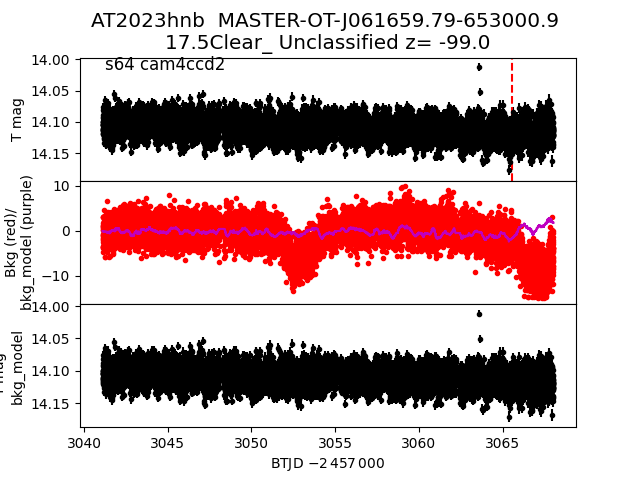 AT2023hnb  MASTER-OT-J061659.79-653000.9
17.5Clear_ Unclassified z= -99.0
s64 cam4ccd2
T mag
14.00
14.05
14.10
14.15
Bkg (red)/
bkg_model (purple)
10
0
−10
bkg_model
14.00
14.05
14.10
14.15
3040
3045
3050
3055
3060
3065
BTJD −2 457 000